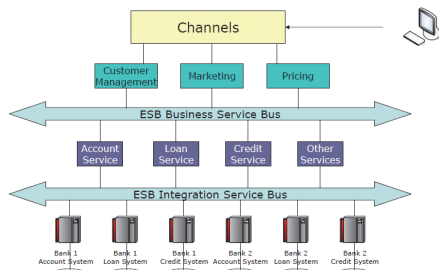 Channels
Customer
Management
Marketing
Pricing
ESB Business Service Bus
Account
Service
Loan
Service
Credit
Service
Other
Services
ESB Integration Service Bus
Bank 1
Account System
Bank 1
Loan System
Bank 1
Credit System
Bank 2
Account System
Bank 2
Loan System
Bank 2
Credit System